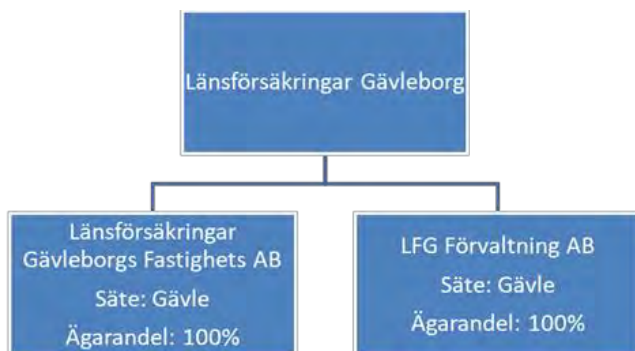 Länsförsäkringar Gävleborg
Länsförsäkringar
Gävleborgs Fastighets AB
Säte: Gävle
Ägarandel: 100%
LFG Förvaltning AB
Säte: Gävle
Ägarandel: 100%